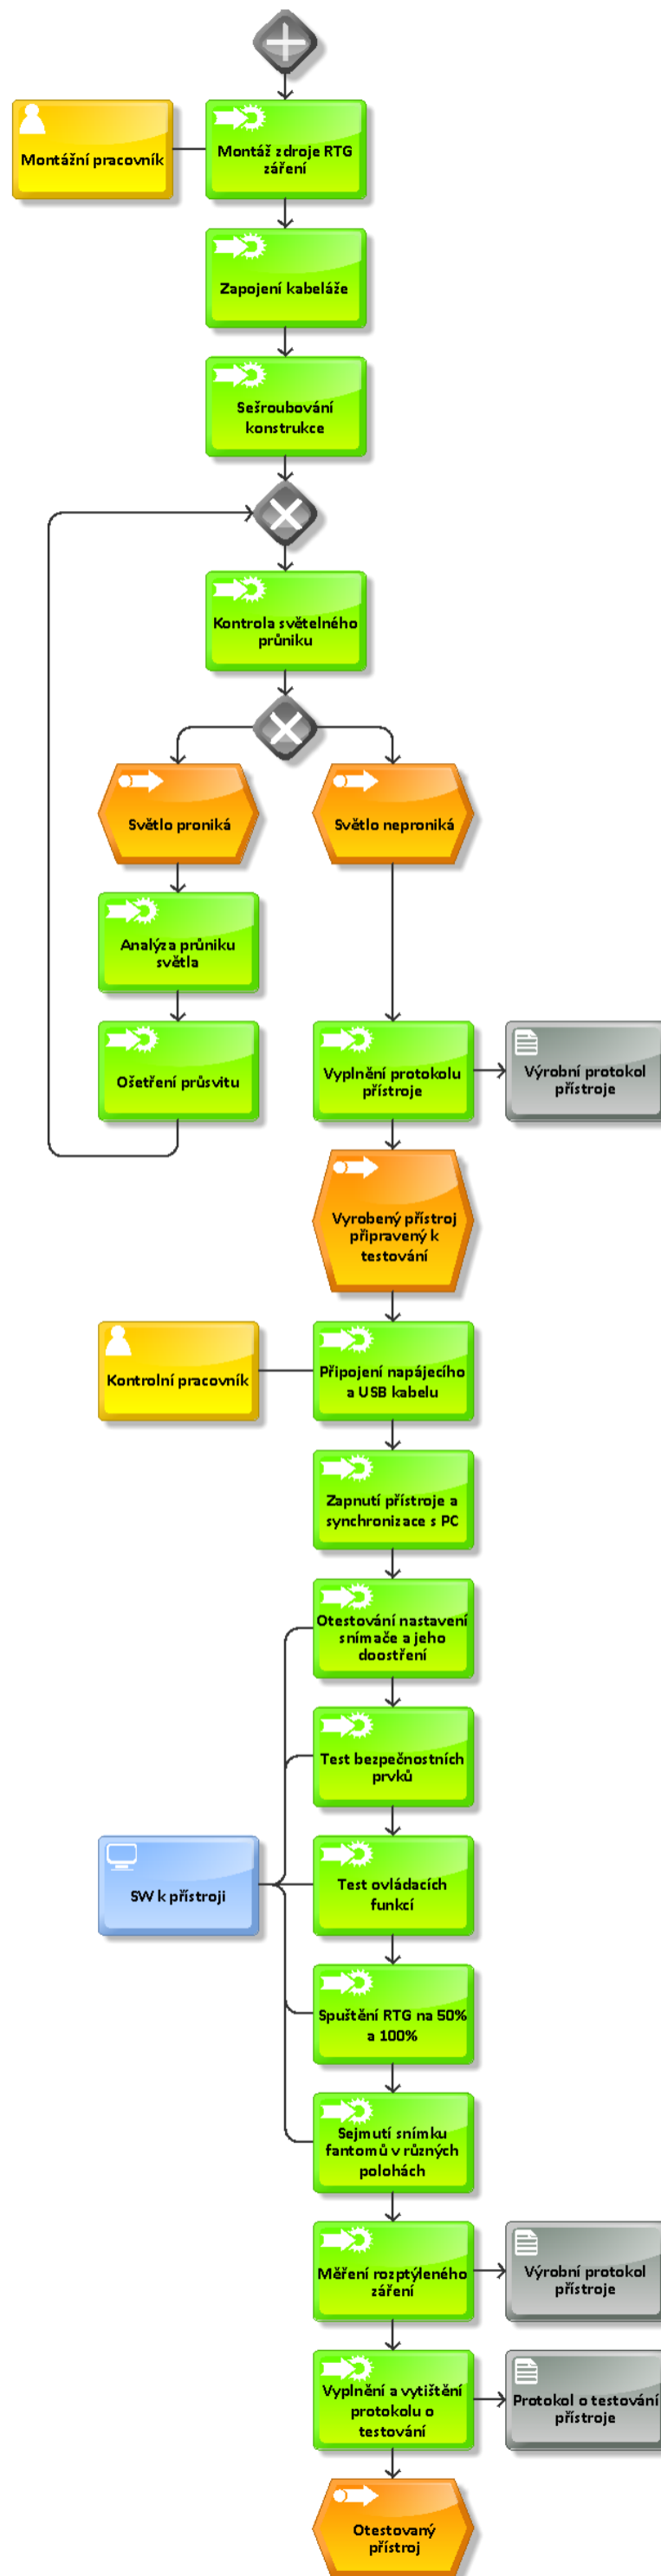 Montážní pracovník
Montáž zdroje RTG
záření
Zapojení kabeláže
Sešroubování
konstrukce
Kontrola světelného
průniku
Světlo proniká
Světlo neproniká
Analýza průniku
světla
Ošetření průsvitu
Vyplnění protokolu
přístroje
Výrobní protokol
přístroje
Vyrobený přístroj
připravený k
testování
Kontrolní pracovník
Připojení napájecího
a USB kabelu
Zapnutí přístroje a
synchronizace s PC
Otestování nastavení
snímače a jeho
doostření
Test bezpečnostních
prvků
SW k přístroji
Test ovládacích
funkcí
Spuštění RTG na 50%
a 100%
Sejmutí snímku
fantomů v různých
polohách
Měření rozptýleného
záření
Výrobní protokol
přístroje
Vyplnění a vytištění
protokolu o
testování
Protokol o testování
přístroje
Otestovaný
přístroj